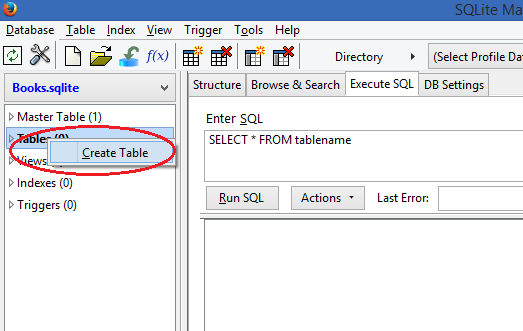 SQLite Ma
Database Table Index View Trigger Tools Help
f(x) Directory (Select Profile Dat
Books.sqlite
Structure Browse & Search Execute SQL DB Settings
Master Table (1)
Tables (0)
Create Table
Views
Indexes (0)
Triggers (0)
Enter SQL
SELECT * FROM tablename
Run SQL Actions Last Error: